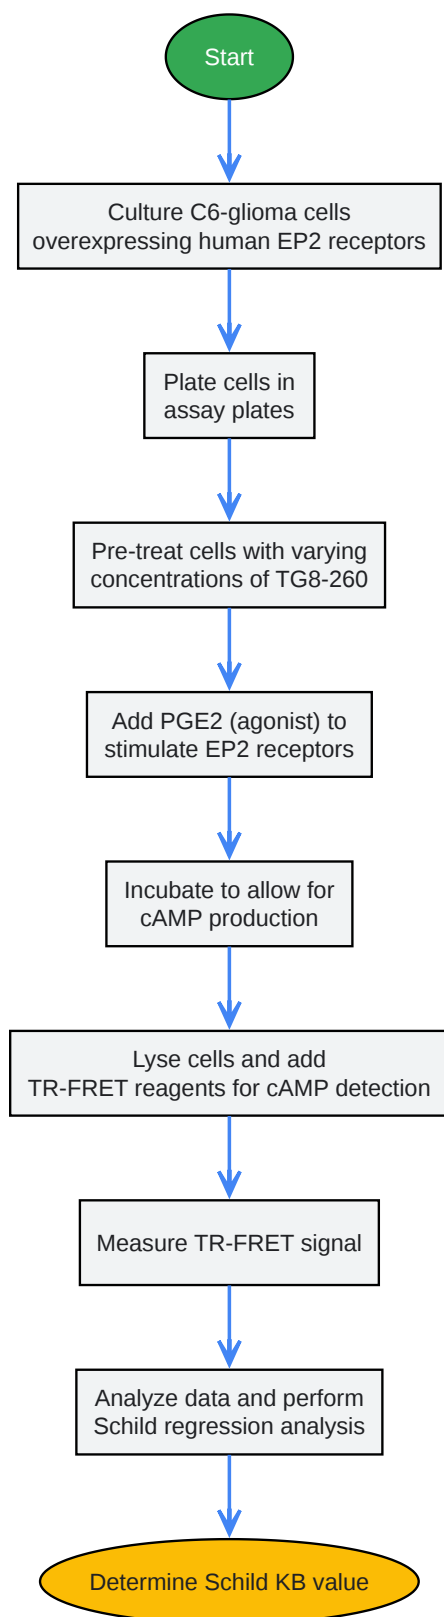 Start
Culture C6-glioma cells
overexpressing human EP2 receptors
Plate cells in
assay plates
Pre-treat cells with varying
concentrations of TG8-260
Add PGE2 (agonist) to
stimulate EP2 receptors
Incubate to allow for
cAMP production
Lyse cells and add
TR-FRET reagents for cAMP detection
Measure TR-FRET signal
Analyze data and perform
Schild regression analysis
Determine Schild KB value